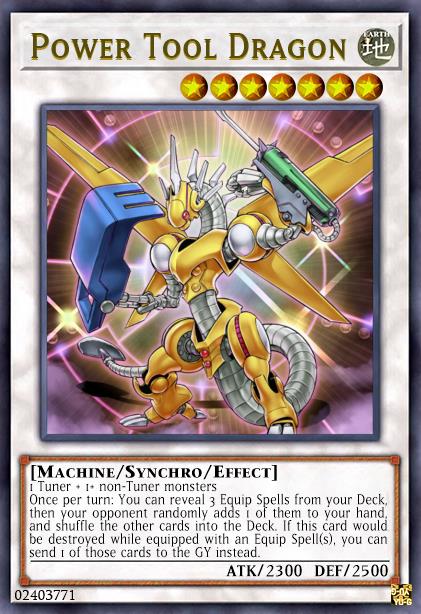 POWER TOOL DRAGON
EARTH
地
[MACHINE/SYNCHRO/EFFECT]
1 Tuner + 1+ non-Tuner monsters
Once per turn: You can reveal 3 Equip Spells from your Deck,
then your opponent randomly adds 1 of them to your hand,
and shuffle the other cards into the Deck. If this card would
be destroyed while equipped with an Equip Spell(s), you can
send 1 of those cards to the GY instead.
ATK/2300 DEF/2500
02403771